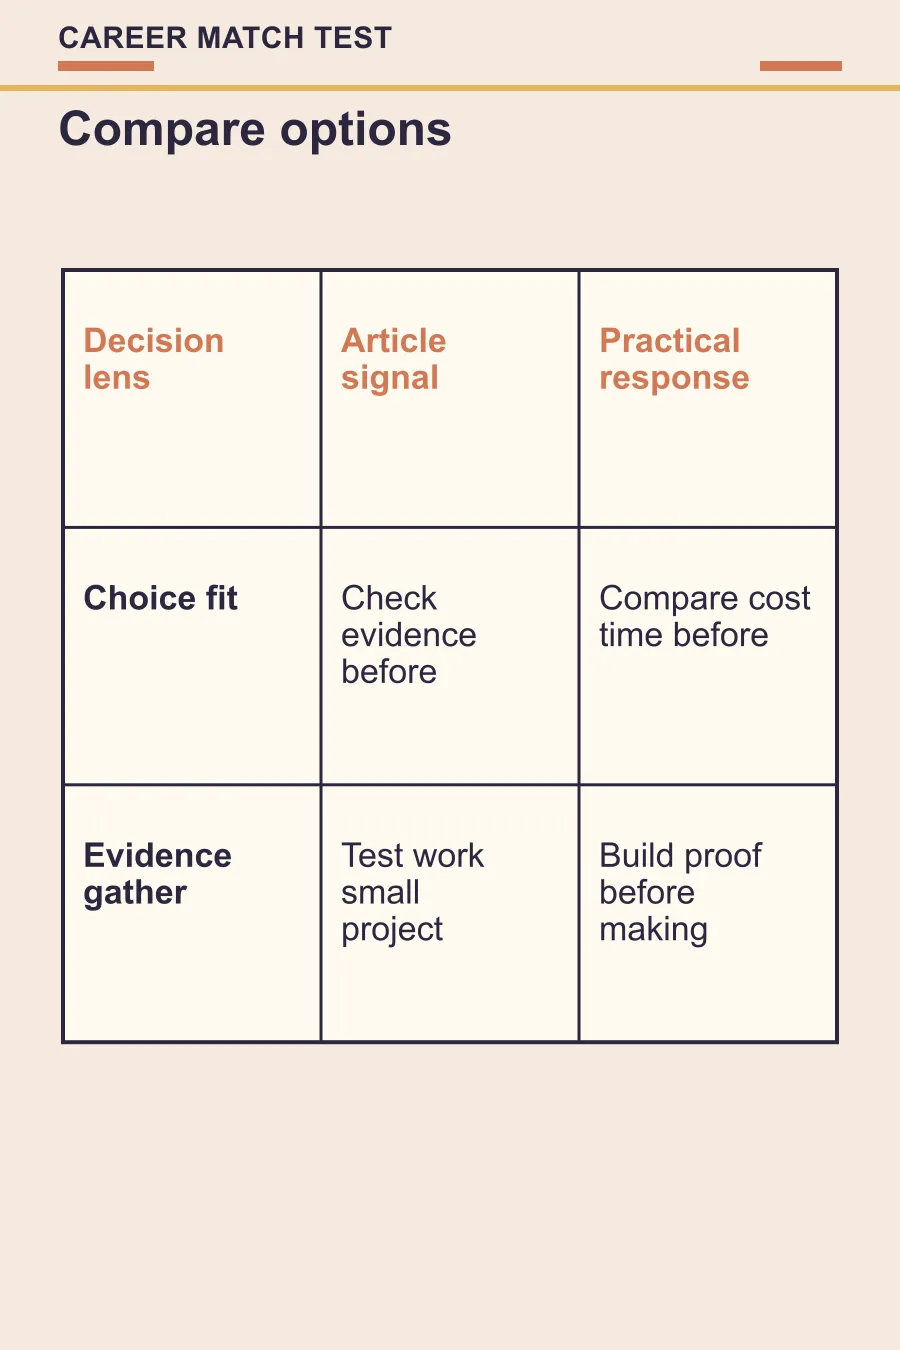 CAREER MATCH TEST
Compare options
Decision
lens
Article
signal
Practical
response
Choice fit
Check
evidence
before
Compare cost
time before
Evidence
gather
Test work
small
project
Build proof
before
making